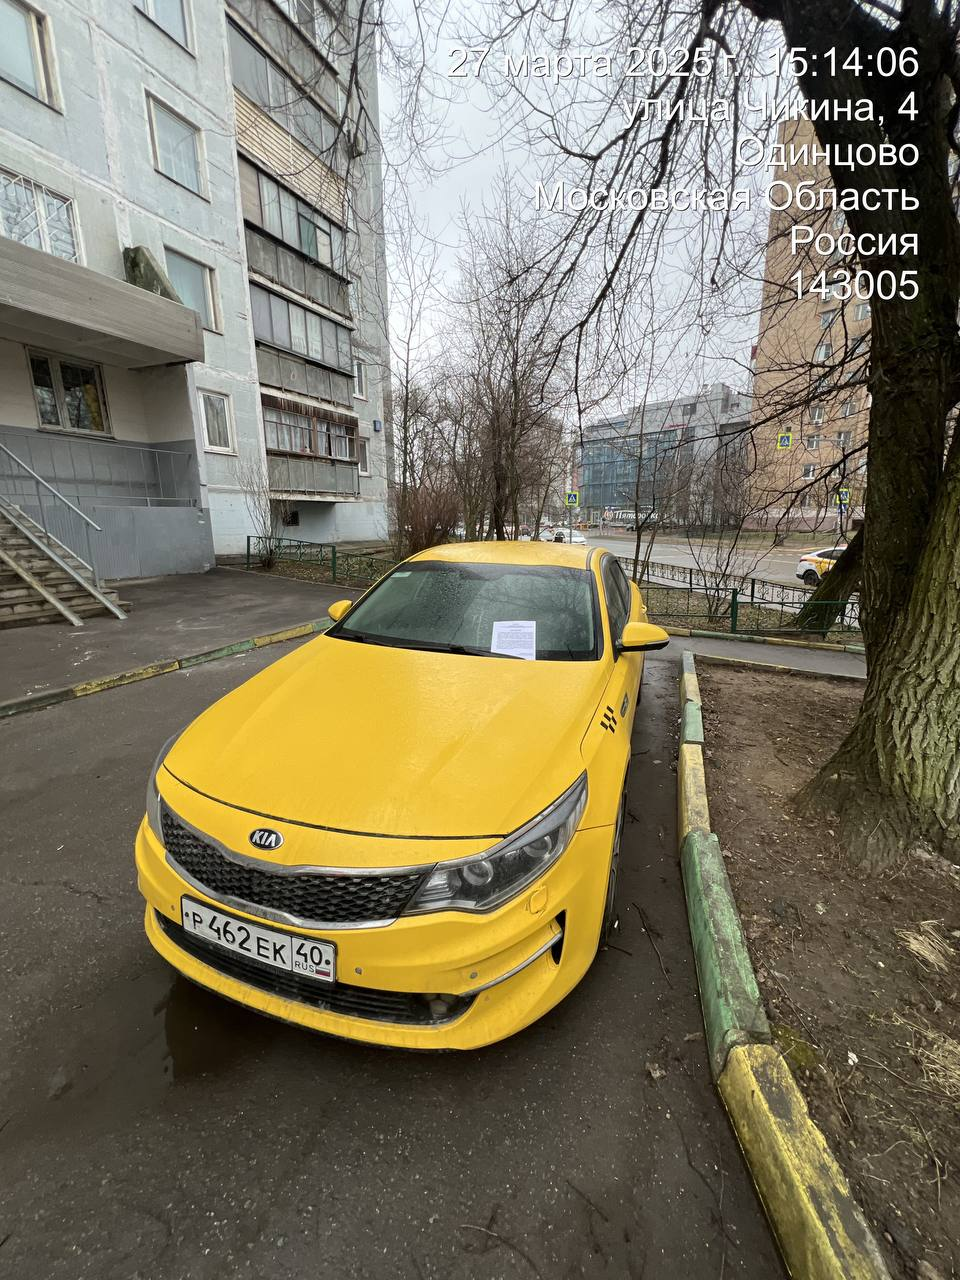 27 марта 2025 г., 15:14:06
улица Чикина, 4
Одинцово
Московская Область
Россия
143005
Пятёрочка
KIA
Р 462 ЕК 40
RUS